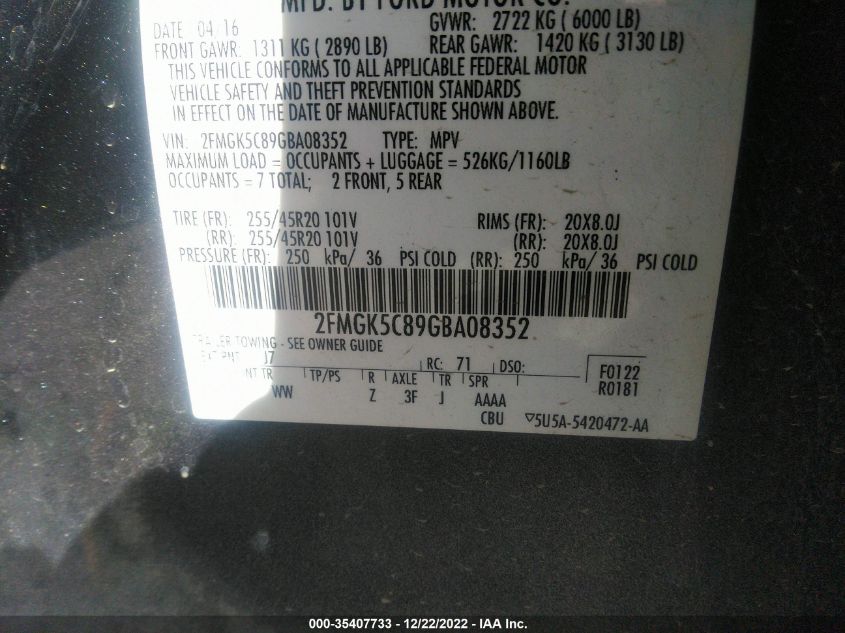 MFD. BY FORD MOTOR CO.
DATE 04/16 GVWR: 2722 KG ( 6000 LB)
FRONT GAWR: 1311 KG ( 2890 LB) REAR GAWR: 1420 KG ( 3130 LB)
THIS VEHICLE CONFORMS TO ALL APPLICABLE FEDERAL MOTOR
VEHICLE SAFETY AND THEFT PREVENTION STANDARDS
IN EFFECT ON THE DATE OF MANUFACTURE SHOWN ABOVE.
VIN: 2FMGK5C89GBA08352 TYPE: MPV
MAXIMUM LOAD = OCCUPANTS + LUGGAGE = 526KG/1160LB
OCCUPANTS = 7 TOTAL; 2 FRONT, 5 REAR
TIRE (FR): 255/45R20 101V RIMS (FR): 20X8.0J
(RR): 255/45R20 101V (RR): 20X8.0J
PRESSURE (FR): 250 kPa/ 36 PSI COLD (RR): 250 kPa/ 36 PSI COLD
2FMGK5C89GBA08352
TRAILER TOWING - SEE OWNER GUIDE
EXT PNT: J7 RC: 71 DSO: F0122
INT TR TP/PS R AXLE TR SPR R0181
WW Z 3F J AAAA
CBU ▽5U5A-5420472-AA
000-35407733 - 12/22/2022 - IAA Inc.